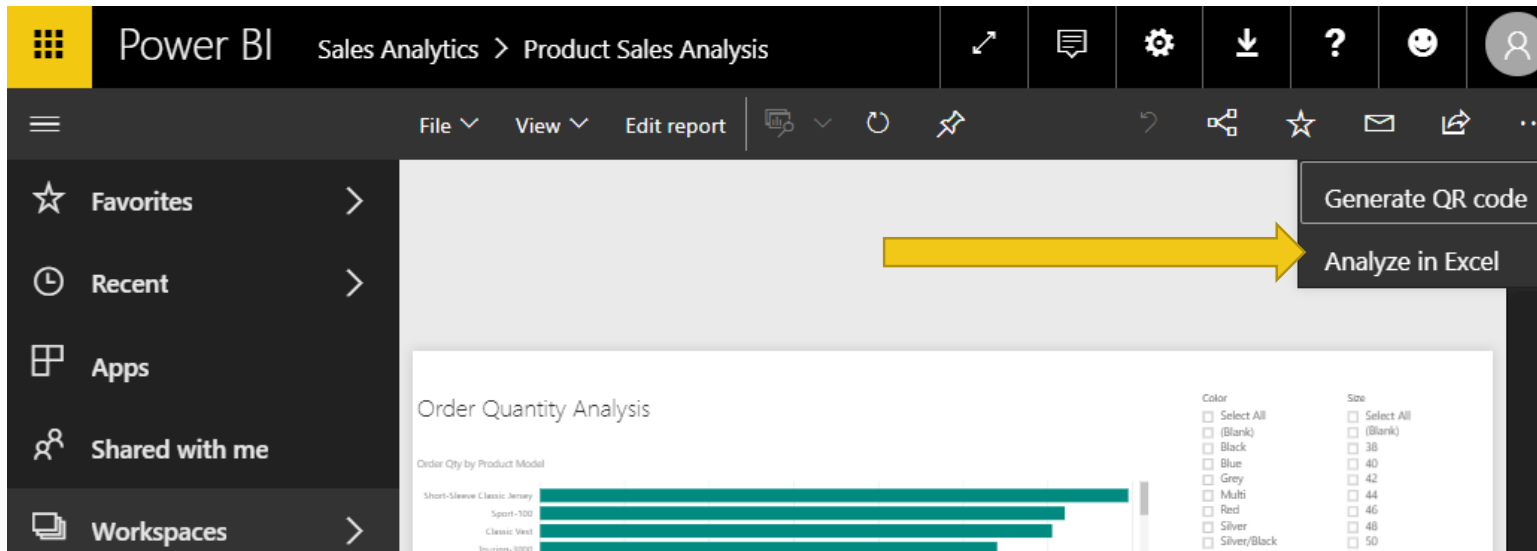 Power BI Sales Analytics > Product Sales Analysis ?
File View Edit report
Generate QR code
Analyze in Excel
Favorites
Recent
Apps
Shared with me
Workspaces
Order Quantity Analysis
Order Qty by Product Model
Short-Sleeve Classic Jersey
Sport-100
Classic Vest
Touring-3000
Color
Select All
(Blank)
Black
Blue
Grey
Multi
Red
Silver
Silver/Black
Size
Select All
(Blank)
38
40
42
44
46
48
50